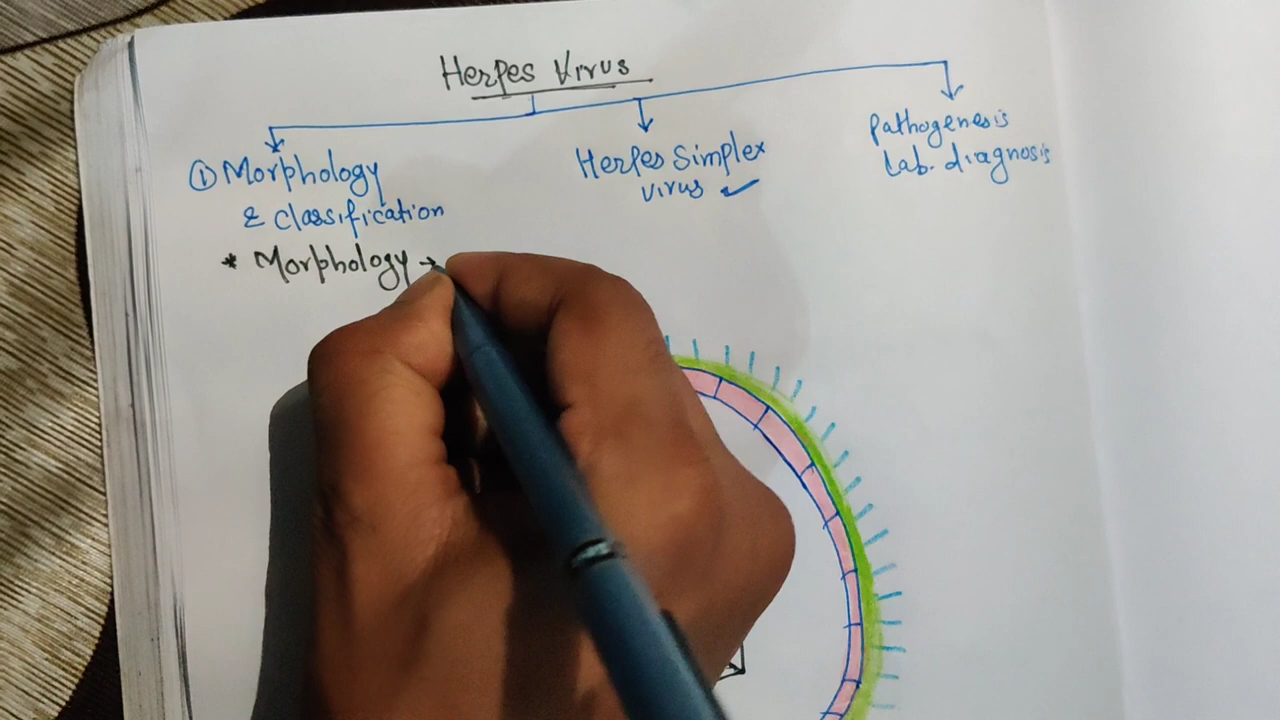 Herpes Virus
① Morphology
& Classification
Herpes Simplex
virus ✓
Pathogenesis
Lab. diagnosis
* Morphology →